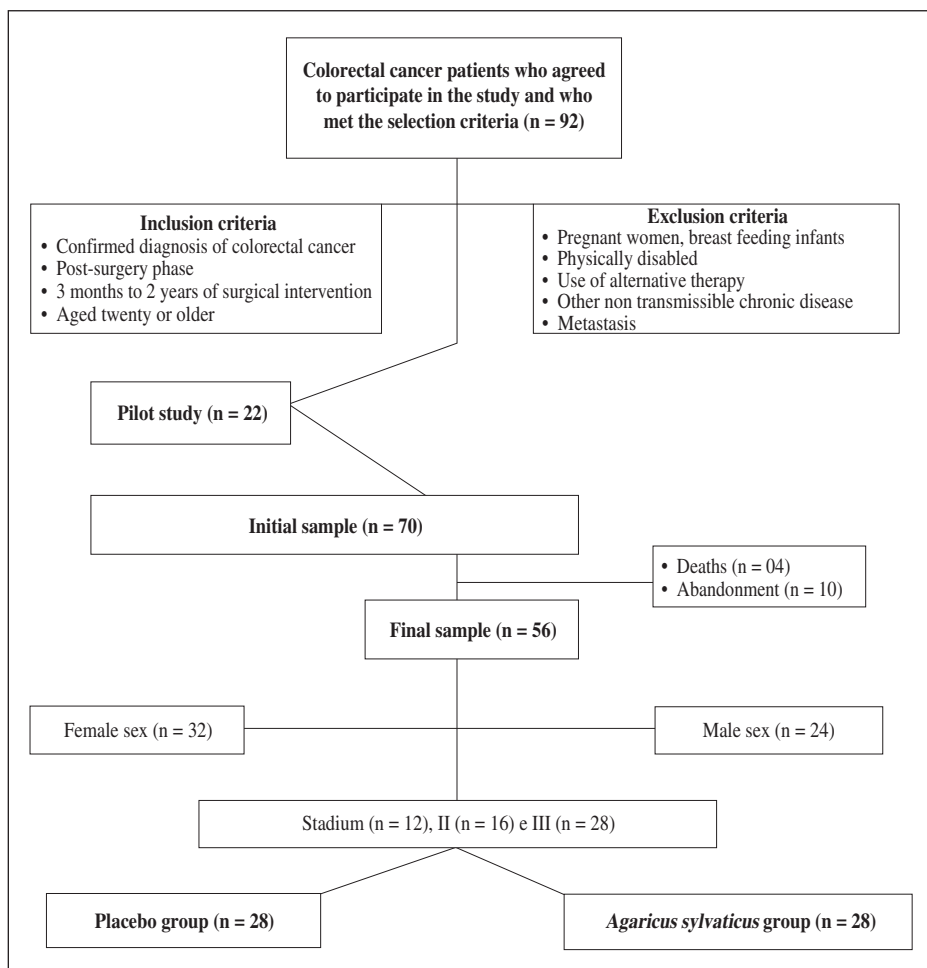 Colorectal cancer patients who agreed
to participate in the study and who
met the selection criteria (n = 92)
Inclusion criteria
• Confirmed diagnosis of colorectal cancer
• Post-surgery phase
• 3 months to 2 years of surgical intervention
• Aged twenty or older
Exclusion criteria
• Pregnant women, breast feeding infants
• Physically disabled
• Use of alternative therapy
• Other non transmissible chronic disease
• Metastasis
Pilot study (n = 22)
Initial sample (n = 70)
• Deaths (n = 04)
• Abandonment (n = 10)
Final sample (n = 56)
Female sex (n = 32)
Male sex (n = 24)
Stadium (n = 12), II (n = 16) e III (n = 28)
Placebo group (n = 28)
Agaricus sylvaticus group (n = 28)